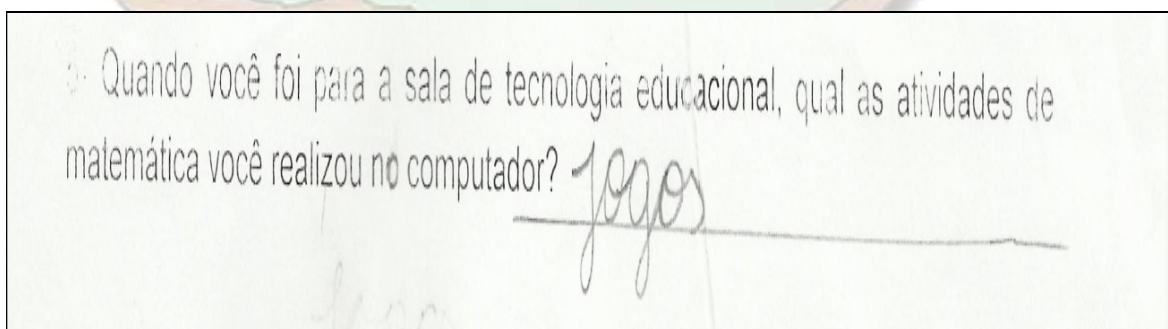 Quando você foi para a sala de tecnologia educacional, qual as atividades de
matemática você realizou no computador? Jogos